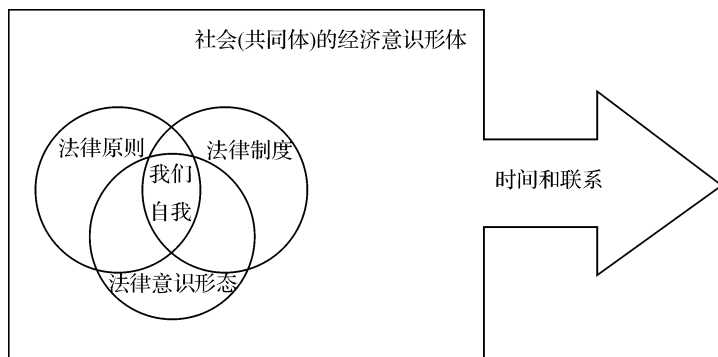 社会(共同体)的经济意识形体
法律原则
法律制度
我们
自我
时间和联系
法律意识形态